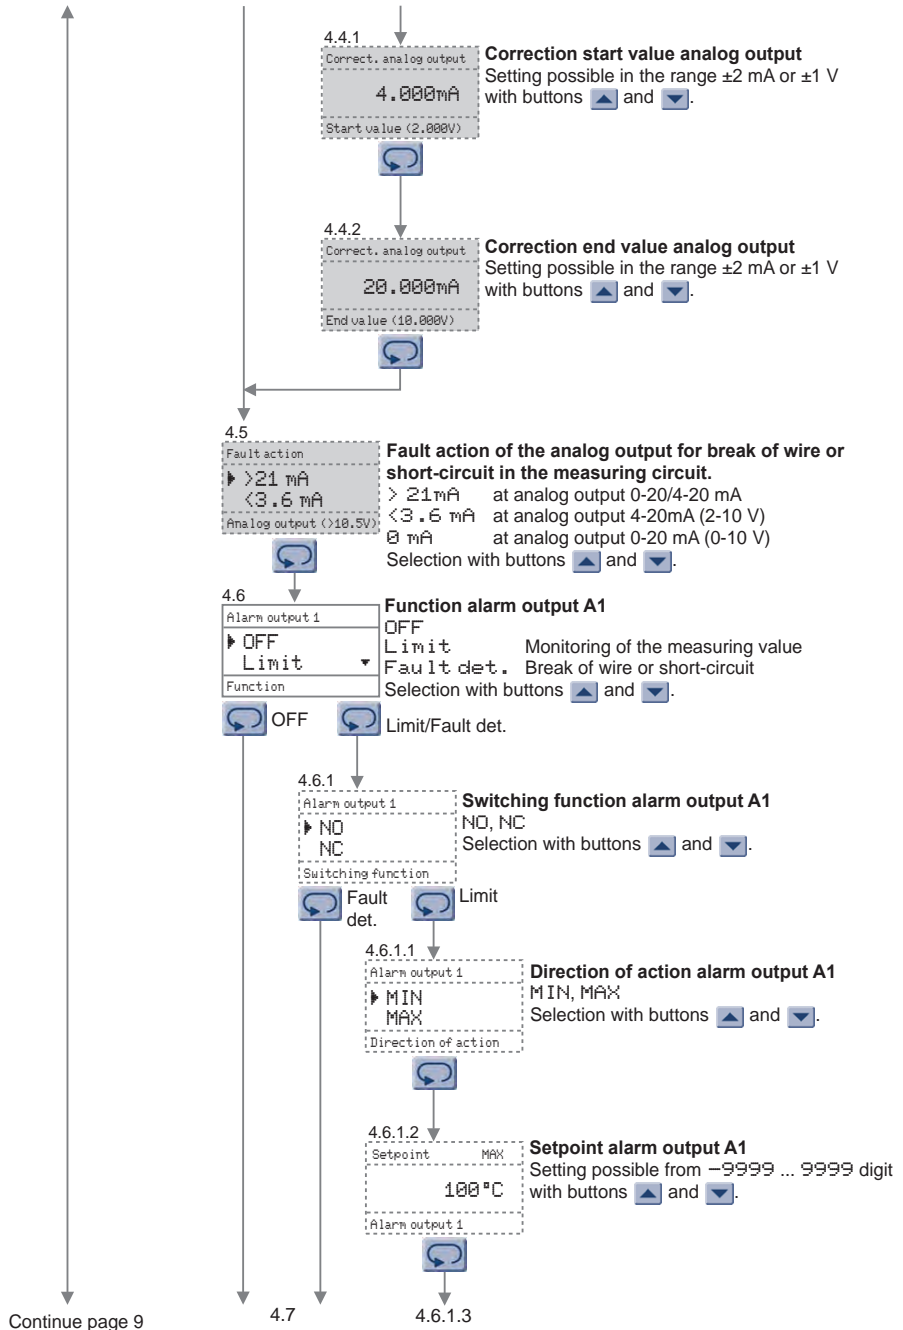 4.4.1
Correct. analog output
4.000mA
Start value (2.000V)
Correction start value analog output
Setting possible in the range ±2 mA or ±1 V
with buttons and .
4.4.2
Correct. analog output
20.000mA
End value (10.000V)
Correction end value analog output
Setting possible in the range ±2 mA or ±1 V
with buttons and .
4.5
Fault action
>21 mA
<3.6 mA
Analog output (>10.5V)
Fault action of the analog output for break of wire or
short-circuit in the measuring circuit.
> 21mA at analog output 0-20/4-20 mA
<3.6 mA at analog output 4-20mA (2-10 V)
0 mA at analog output 0-20 mA (0-10 V)
Selection with buttons and .
4.6
Alarm output 1
OFF
Limit
Function
Function alarm output A1
OFF
Limit Monitoring of the measuring value
Fault det. Break of wire or short-circuit
Selection with buttons and .
OFF
Limit/Fault det.
4.6.1
Alarm output 1
NO
NC
Switching function
Switching function alarm output A1
NO, NC
Selection with buttons and .
Fault
det.
Limit
4.6.1.1
Alarm output 1
MIN
MAX
Direction of action
Direction of action alarm output A1
MIN, MAX
Selection with buttons and .
4.6.1.2
Setpoint MAX
100°C
Alarm output 1
Setpoint alarm output A1
Setting possible from -9999 ... 9999 digit
with buttons and .
Continue page 9
4.7
4.6.1.3